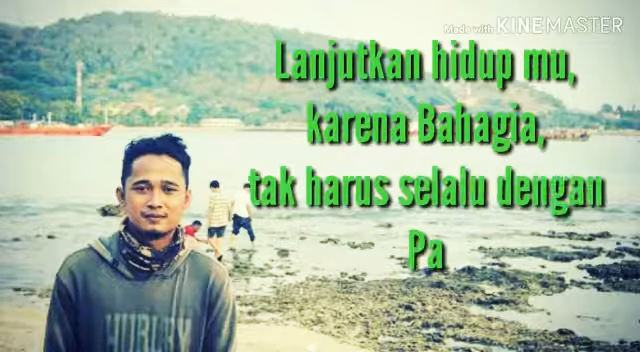 Made with KINEMASTER
Lanjutkan hidup mu,
karena Bahagia,
tak harus selalu dengan
Pa
HURLEY